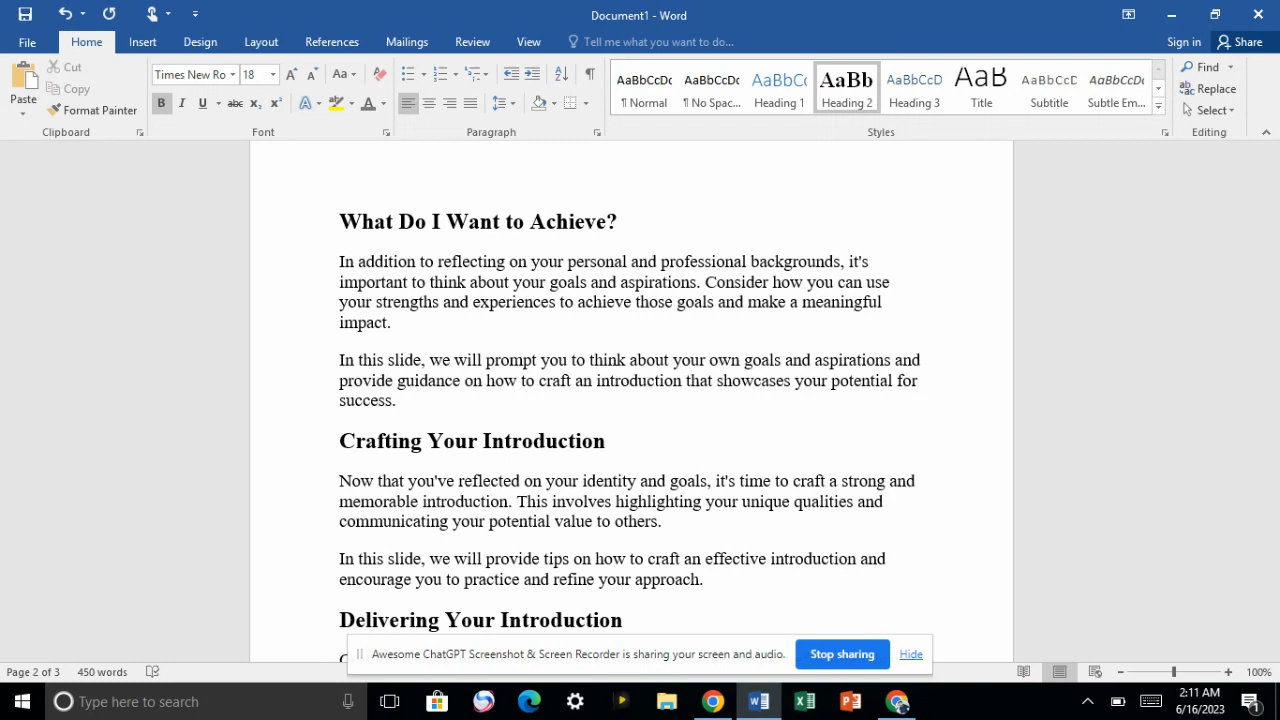 Document1 - Word
File Home Insert Design Layout References Mailings Review View Tell me what you want to do... Sign in Share
Paste Cut Copy Format Painter
Clipboard
Times New Ro 18
Font
Paragraph
AaBbCcDc ¶ Normal
AaBbCcDc ¶ No Spac...
AaBbCc Heading 1
AaBb Heading 2
AaBbCcD Heading 3
AaB Title
AaBbCcD Subtitle
AaBbCcDc Subtle Em...
Styles
Find
Replace
Select
Editing
What Do I Want to Achieve?
In addition to reflecting on your personal and professional backgrounds, it's
important to think about your goals and aspirations. Consider how you can use
your strengths and experiences to achieve those goals and make a meaningful
impact.
In this slide, we will prompt you to think about your own goals and aspirations and
provide guidance on how to craft an introduction that showcases your potential for
success.
Crafting Your Introduction
Now that you've reflected on your identity and goals, it's time to craft a strong and
memorable introduction. This involves highlighting your unique qualities and
communicating your potential value to others.
In this slide, we will provide tips on how to craft an effective introduction and
encourage you to practice and refine your approach.
Delivering Your Introduction
Awesome ChatGPT Screenshot & Screen Recorder is sharing your screen and audio. Stop sharing Hide
Page 2 of 3 450 words 100%
Type here to search
2:11 AM
6/16/2023